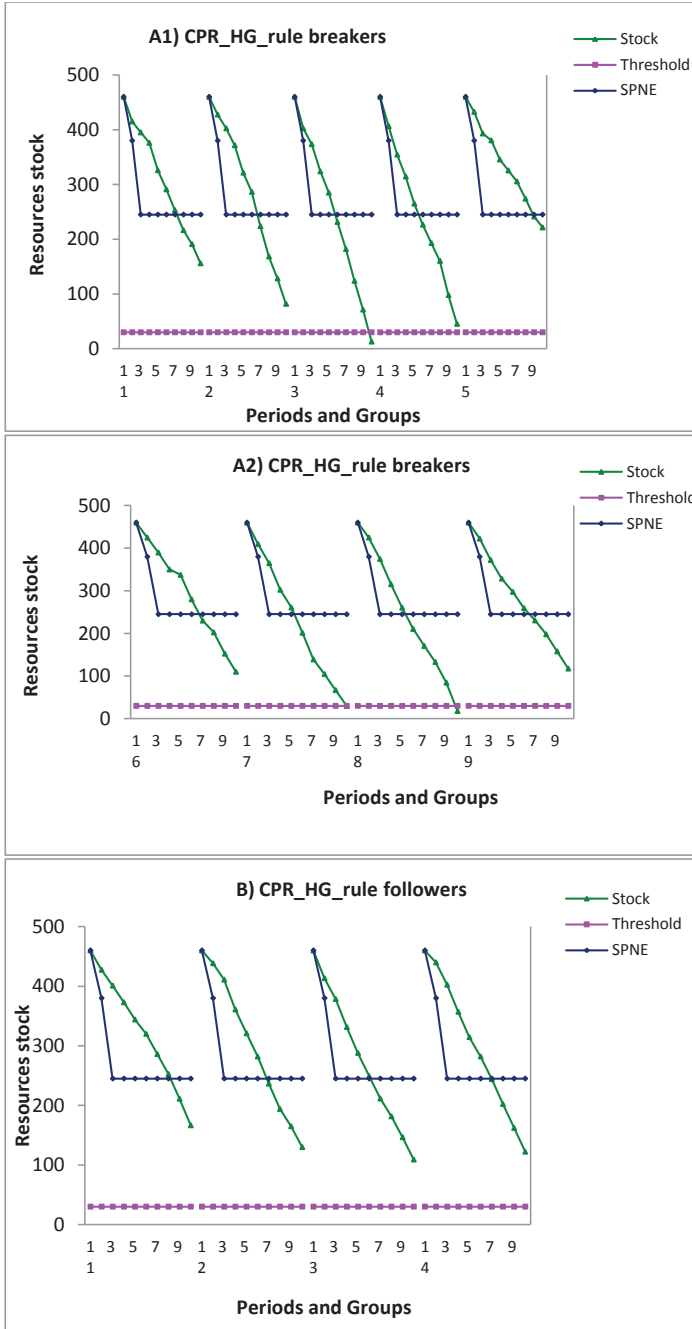 A1) CPR_HG_rule breakers
Stock
Threshold
SPNE
500
400
300
200
100
0
Resources stock
1 3 5 7 9 1 3 5 7 9 1 3 5 7 9 1 3 5 7 9 1 3 5 7 9
1 2 3 4 5
Periods and Groups
A2) CPR_HG_rule breakers
Stock
Threshold
SPNE
500
400
300
200
100
0
Resources stock
1 3 5 7 9 1 3 5 7 9 1 3 5 7 9 1 3 5 7 9
6 7 8 9
Periods and Groups
B) CPR_HG_rule followers
Stock
Threshold
SPNE
500
400
300
200
100
0
Resources stock
1 3 5 7 9 1 3 5 7 9 1 3 5 7 9 1 3 5 7 9
1 2 3 4
Periods and Groups